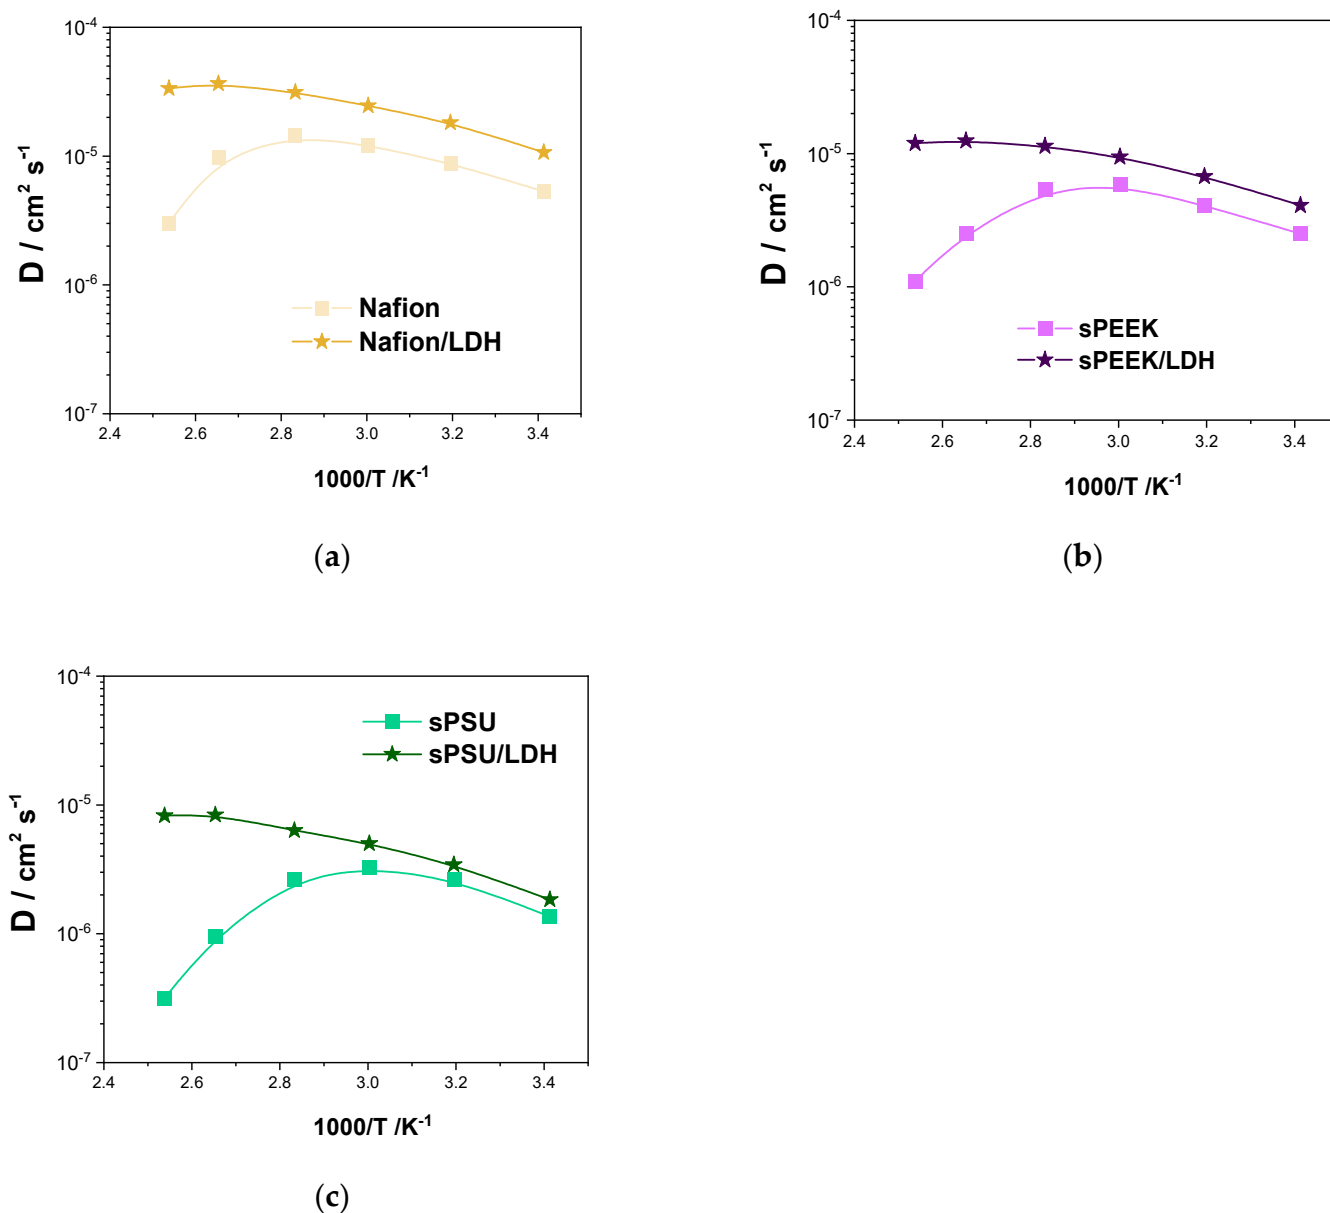 10⁻⁴
10⁻⁵
10⁻⁶
10⁻⁷
D / cm² s⁻¹
Nafion
Nafion/LDH
2.4 2.6 2.8 3.0 3.2 3.4
1000/T /K⁻¹
(a)
10⁻⁴
10⁻⁵
10⁻⁶
10⁻⁷
D / cm² s⁻¹
sPEEK
sPEEK/LDH
2.4 2.6 2.8 3.0 3.2 3.4
1000/T /K⁻¹
(b)
10⁻⁴
10⁻⁵
10⁻⁶
10⁻⁷
D / cm² s⁻¹
sPSU
sPSU/LDH
2.4 2.6 2.8 3.0 3.2 3.4
1000/T /K⁻¹
(c)